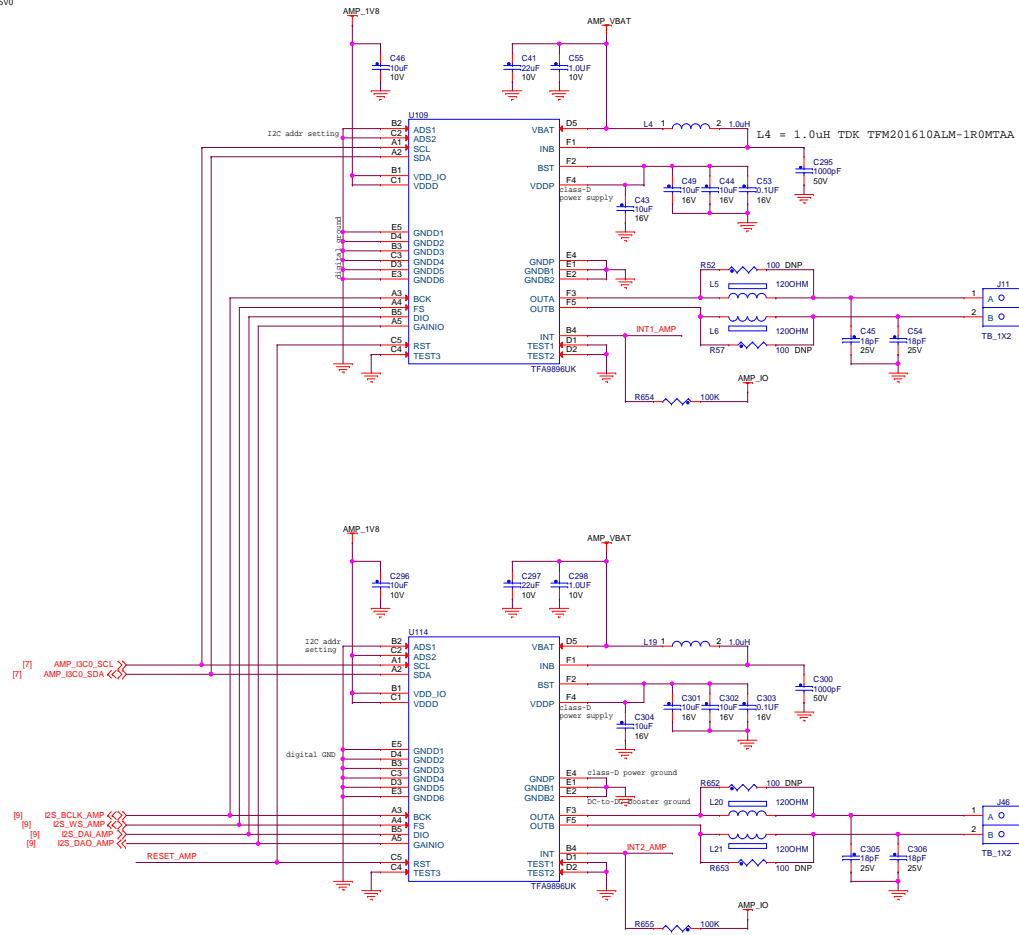 AMP_1V8
AMP_VBAT
C46
10uF
10V
C41
22uF
10V
C55
1.0UF
10V
U109
I2C addr setting
B2 ADS1
C2 ADS2
A1 SCL
A2 SDA
B1 VDD_IO
C1 VDDD
digital ground
E5 GNDD1
D4 GNDD2
B3 GNDD3
C3 GNDD4
D3 GNDD5
E3 GNDD6
A3 BCK
A4 FS
B5 DIO
A5 GAINIO
C5 RST
C4 TEST3
VBAT D5
INB F1
BST F2
VDDP F4
class-D
power supply
GNDP E4
GNDB1 E1
GNDB2 E2
OUTA F3
OUTB F5
INT B4
TEST1 D1
TEST2 D2
TFA9896UK
L4 1 2 1.0uH
L4 = 1.0uH TDK TFM201610ALM-1R0MTAA
C295
1000pF
50V
C49
10uF
16V
C44
10uF
16V
C53
0.1UF
16V
C43
10uF
16V
R52 100 DNP
L5 120OHM
L6 120OHM
R57 100 DNP
C45
18pF
25V
C54
18pF
25V
J11
1 A
2 B
TB_1X2
INT1_AMP
AMP_IO
R654 100K
AMP_1V8
AMP_VBAT
C296
10uF
10V
C297
22uF
10V
C298
1.0UF
10V
U114
I2C addr
setting
B2 ADS1
C2 ADS2
A1 SCL
A2 SDA
B1 VDD_IO
C1 VDDD
digital GND
E5 GNDD1
D4 GNDD2
B3 GNDD3
C3 GNDD4
D3 GNDD5
E3 GNDD6
A3 BCK
A4 FS
B5 DIO
A5 GAINIO
C5 RST
C4 TEST3
VBAT D5
INB F1
BST F2
VDDP F4
class-D
power supply
GNDP E4
class-D power ground
GNDB1 E1
GNDB2 E2
DC-to-DC booster ground
OUTA F3
OUTB F5
INT B4
TEST1 D1
TEST2 D2
TFA9896UK
L19 1 2 1.0uH
C300
1000pF
50V
C301
10uF
16V
C302
10uF
16V
C303
0.1UF
16V
C304
10uF
16V
R652 100 DNP
L20 120OHM
L21 120OHM
R653 100 DNP
C305
18pF
25V
C306
18pF
25V
J46
1 A
2 B
TB_1X2
INT2_AMP
AMP_IO
R655 100K
[7] AMP_I3C0_SCL
[7] AMP_I3C0_SDA
[9] I2S_BCLK_AMP
[9] I2S_WS_AMP
[9] I2S_DAI_AMP
[9] I2S_DAO_AMP
RESET_AMP